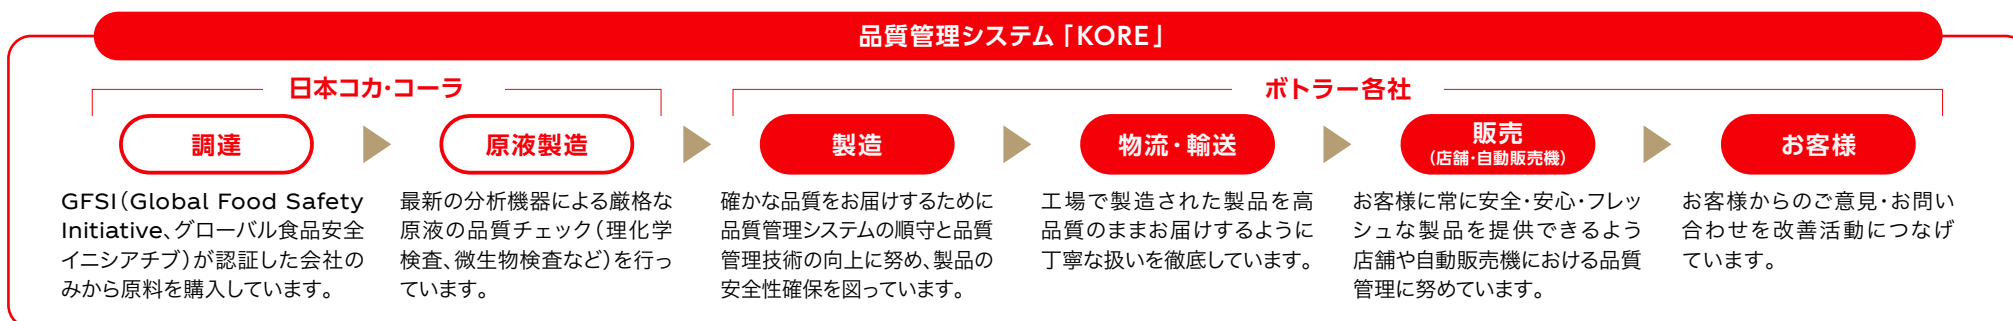 品質管理システム「KORE」
日本コカ・コーラ
ボトラー各社
調達
GFSI（Global Food Safety
Initiative、グローバル食品安全
イニシアチブ）が認証した会社の
みから原料を購入しています。
原液製造
最新の分析機器による厳格な
原液の品質チェック（理化学
検査、微生物検査など）を行っ
ています。
製造
確かな品質をお届けするために
品質管理システムの順守と品質
管理技術の向上に努め、製品の
安全性確保を図っています。
物流・輸送
工場で製造された製品を高
品質のままお届けするように
丁寧な扱いを徹底しています。
販売
（店舗・自動販売機）
お客様に常に安全・安心・フレッ
シュな製品を提供できるよう
店舗や自動販売機における品質
管理に努めています。
お客様
お客様からのご意見・お問い
合わせを改善活動につなげ
ています。